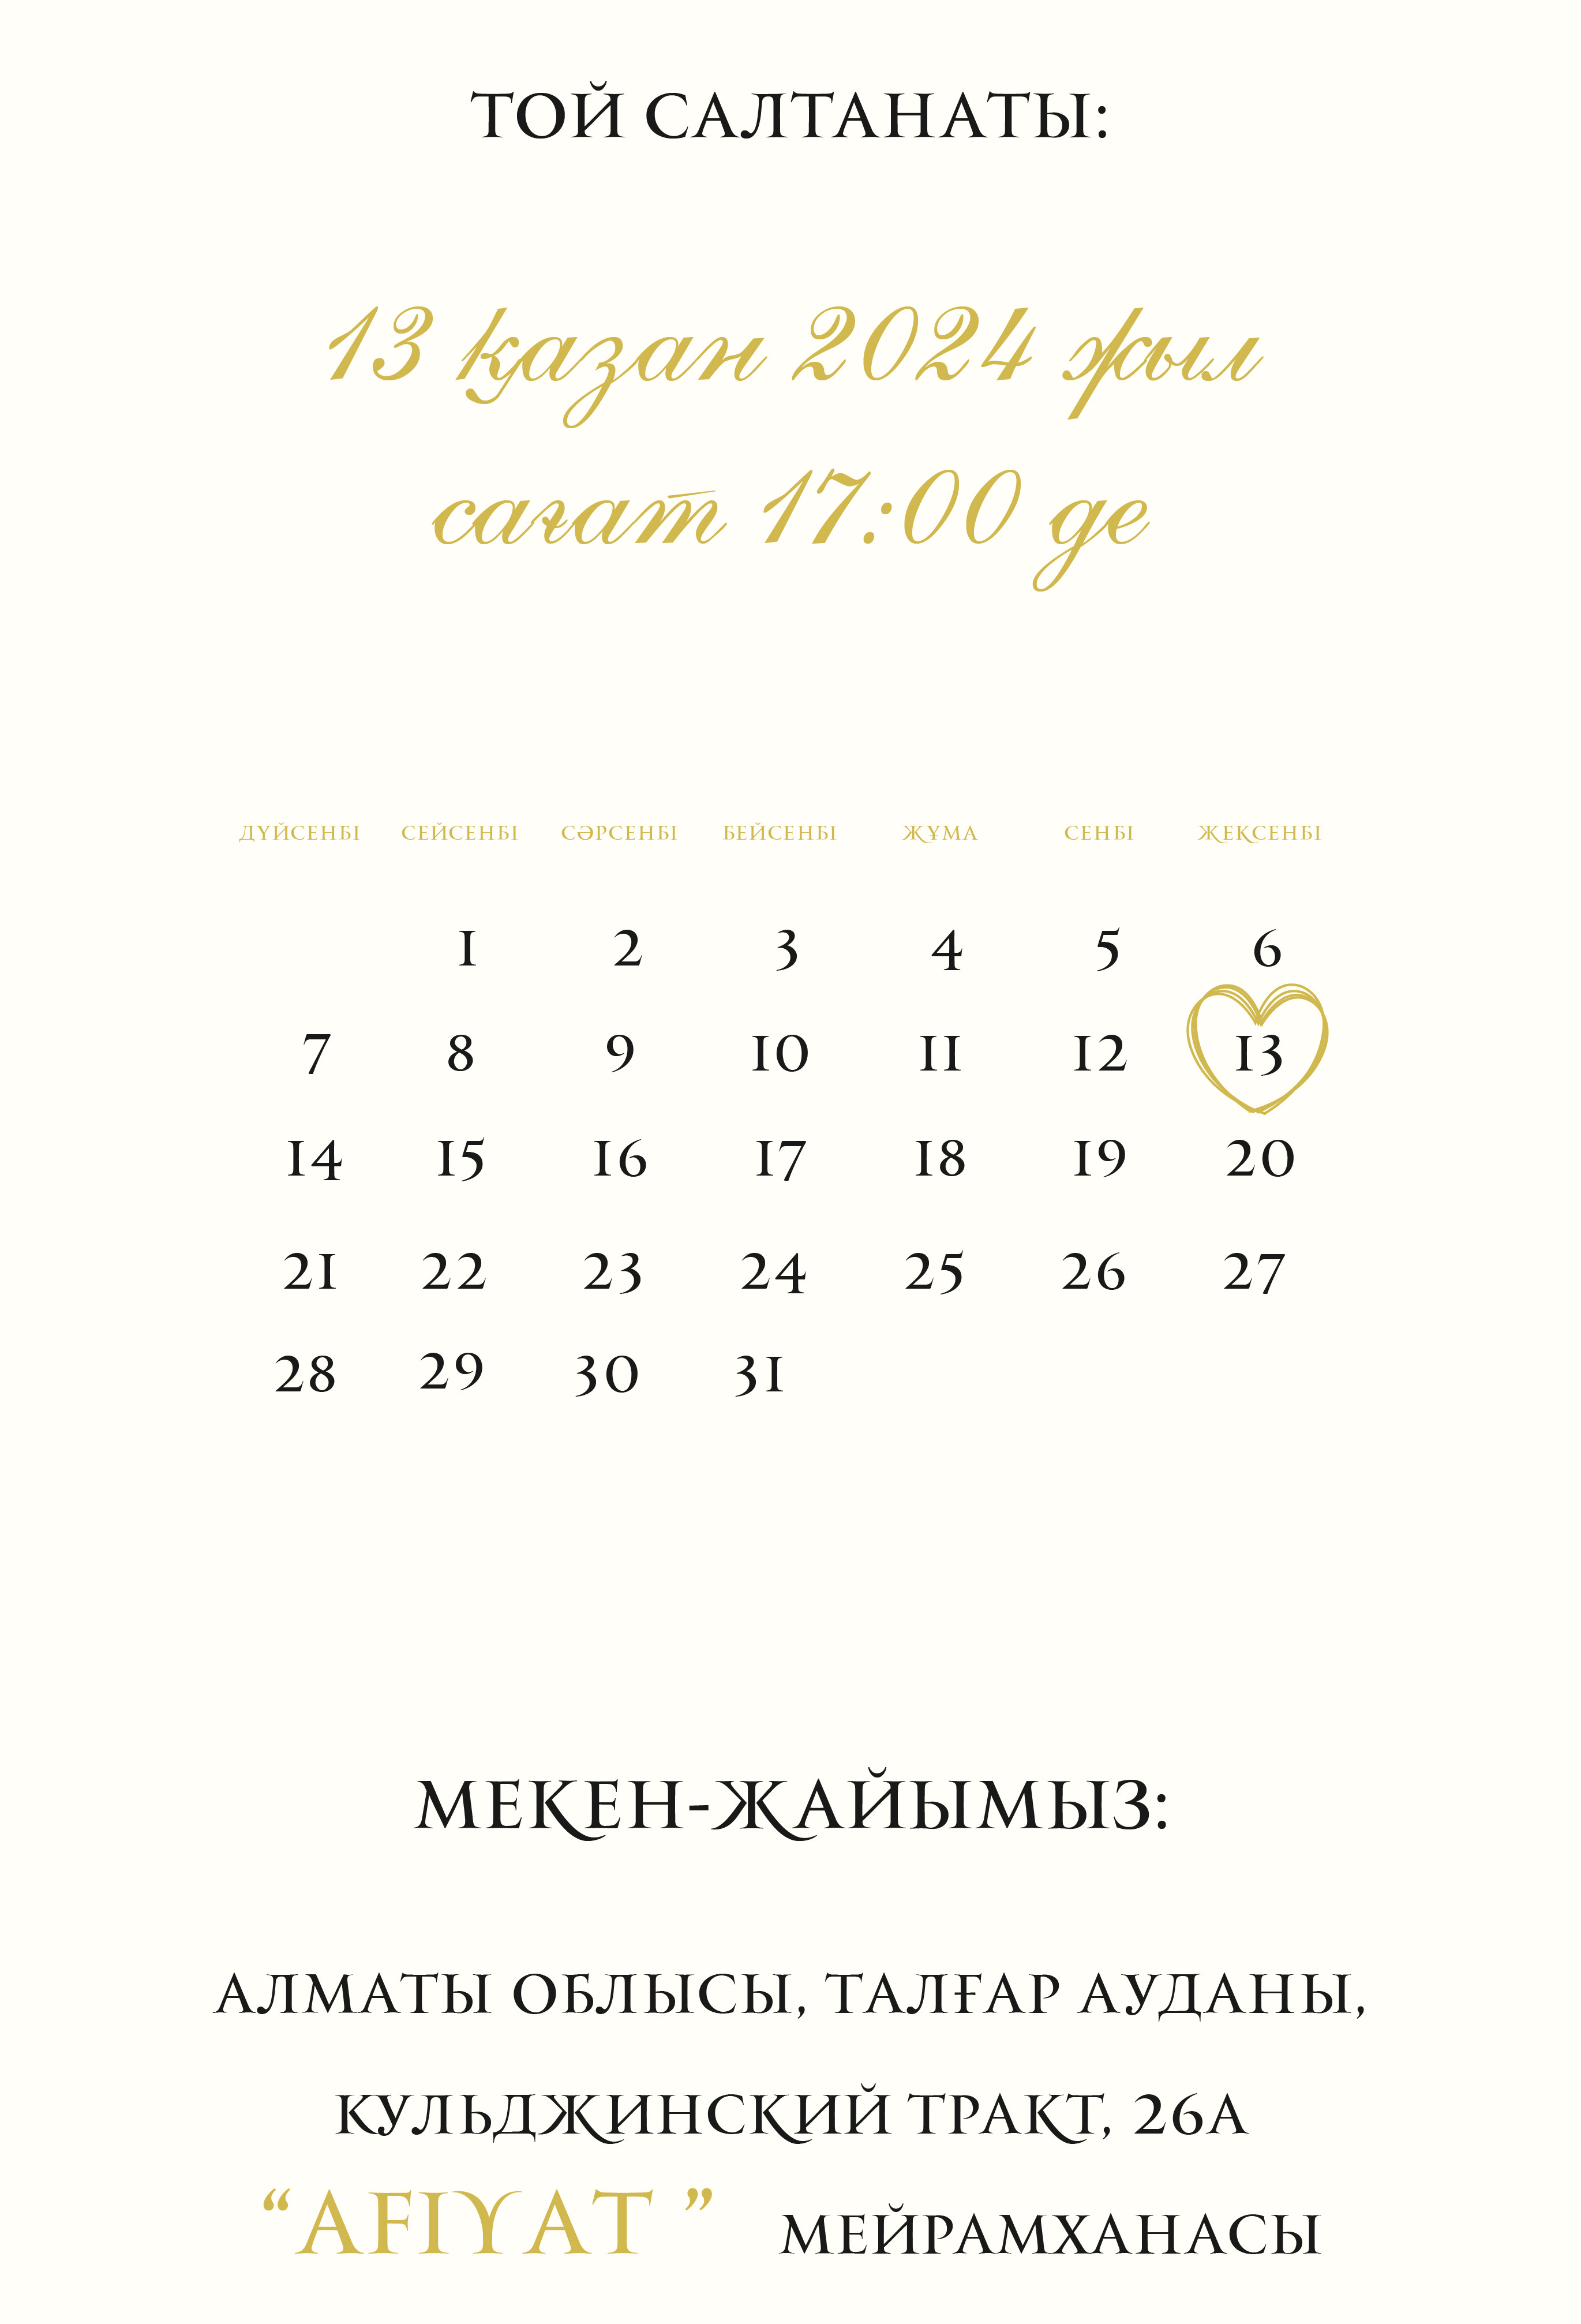 ТОЙ САЛТАНАТЫ:
13 қазан 2024 жыл
сағат 17:00 де
ДҮЙСЕНБІ СЕЙСЕНБІ СӘРСЕНБІ БЕЙСЕНБІ ЖҰМА СЕНБІ ЖЕКСЕНБІ
1 2 3 4 5 6
7 8 9 10 11 12 13
14 15 16 17 18 19 20
21 22 23 24 25 26 27
28 29 30 31
МЕКЕН-ЖАЙЫМЫЗ:
АЛМАТЫ ОБЛЫСЫ, ТАЛҒАР АУДАНЫ,
КУЛЬДЖИНСКИЙ ТРАКТ, 26А
“AFIYAT ” МЕЙРАМХАНАСЫ